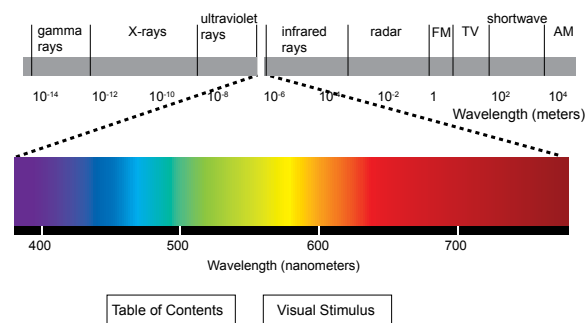 shortwave
gamma rays X-rays ultraviolet rays infrared rays radar FM TV AM
10-14 10-12 10-10 10-8 10-6 10-4 10-2 1 102 104
Wavelength (meters)
400 500 600 700
Wavelength (nanometers)
Table of Contents Visual Stimulus